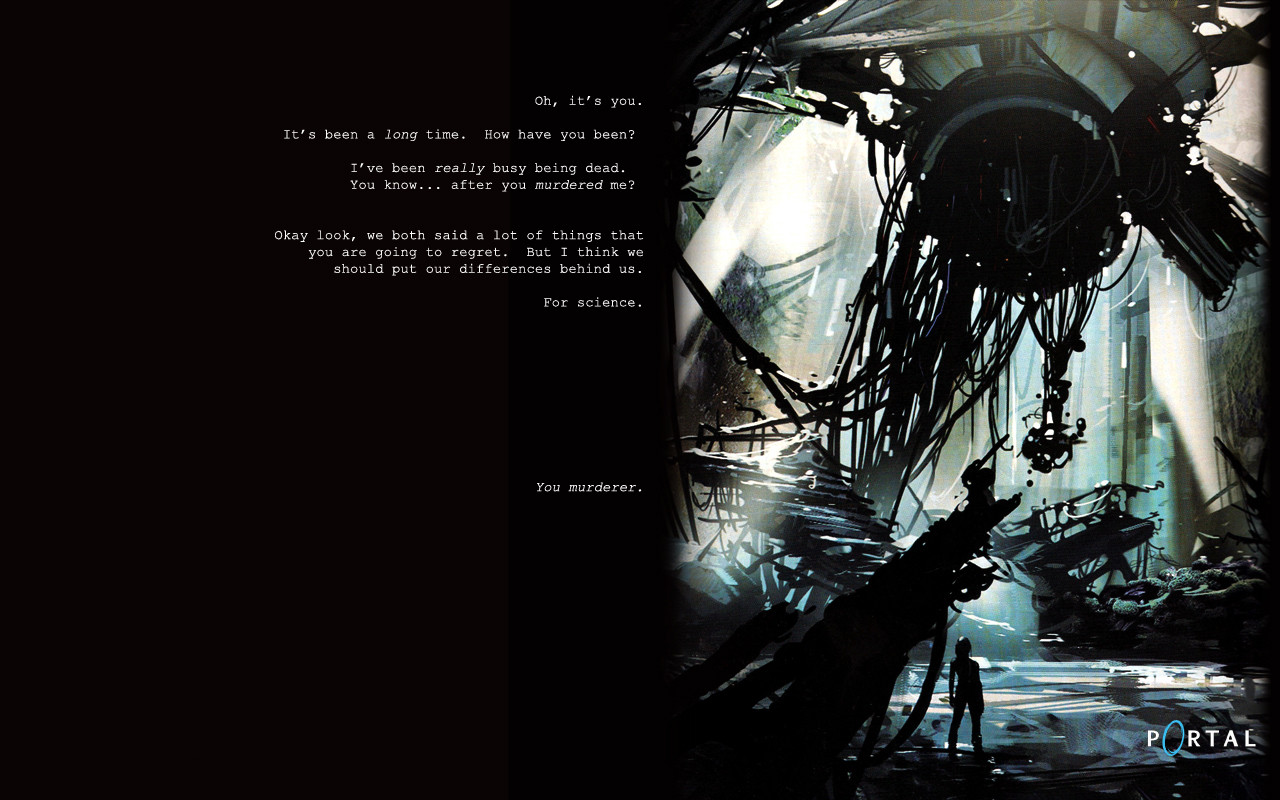 Oh, it's you.
It's been a long time.  How have you been?
I've been really busy being dead.
You know... after you murdered me?
Okay look, we both said a lot of things that
you are going to regret.  But I think we
should put our differences behind us.
For science.
You murderer.
PORTAL